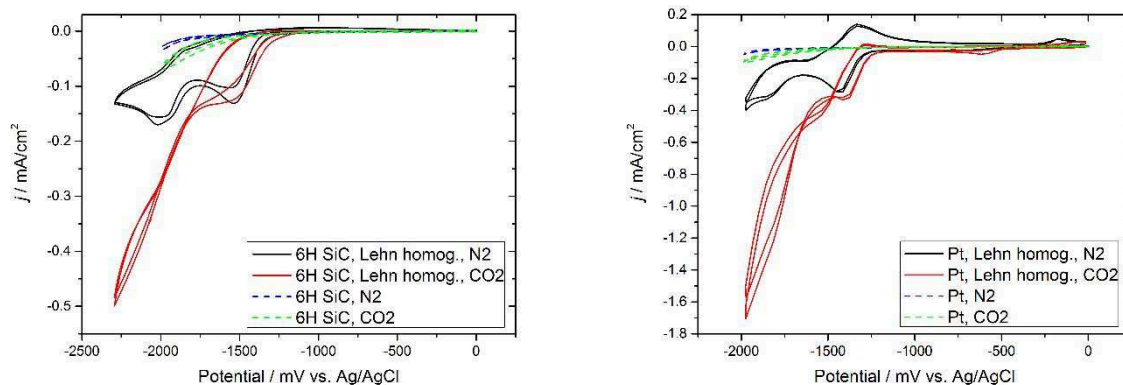 0.0
-0.1
-0.2
-0.3
-0.4
-0.5
j / mA/cm²
6H SiC, Lehn homog., N2
6H SiC, Lehn homog., CO2
6H SiC, N2
6H SiC, CO2
-2500 -2000 -1500 -1000 -500 0
Potential / mV vs. Ag/AgCl
0.2
0.0
-0.2
-0.4
-0.6
-0.8
-1.0
-1.2
-1.4
-1.6
-1.8
j / mA/cm²
Pt, Lehn homog., N2
Pt, Lehn homog., CO2
Pt, N2
Pt, CO2
-2000 -1500 -1000 -500 0
Potential / mV vs. Ag/AgCl